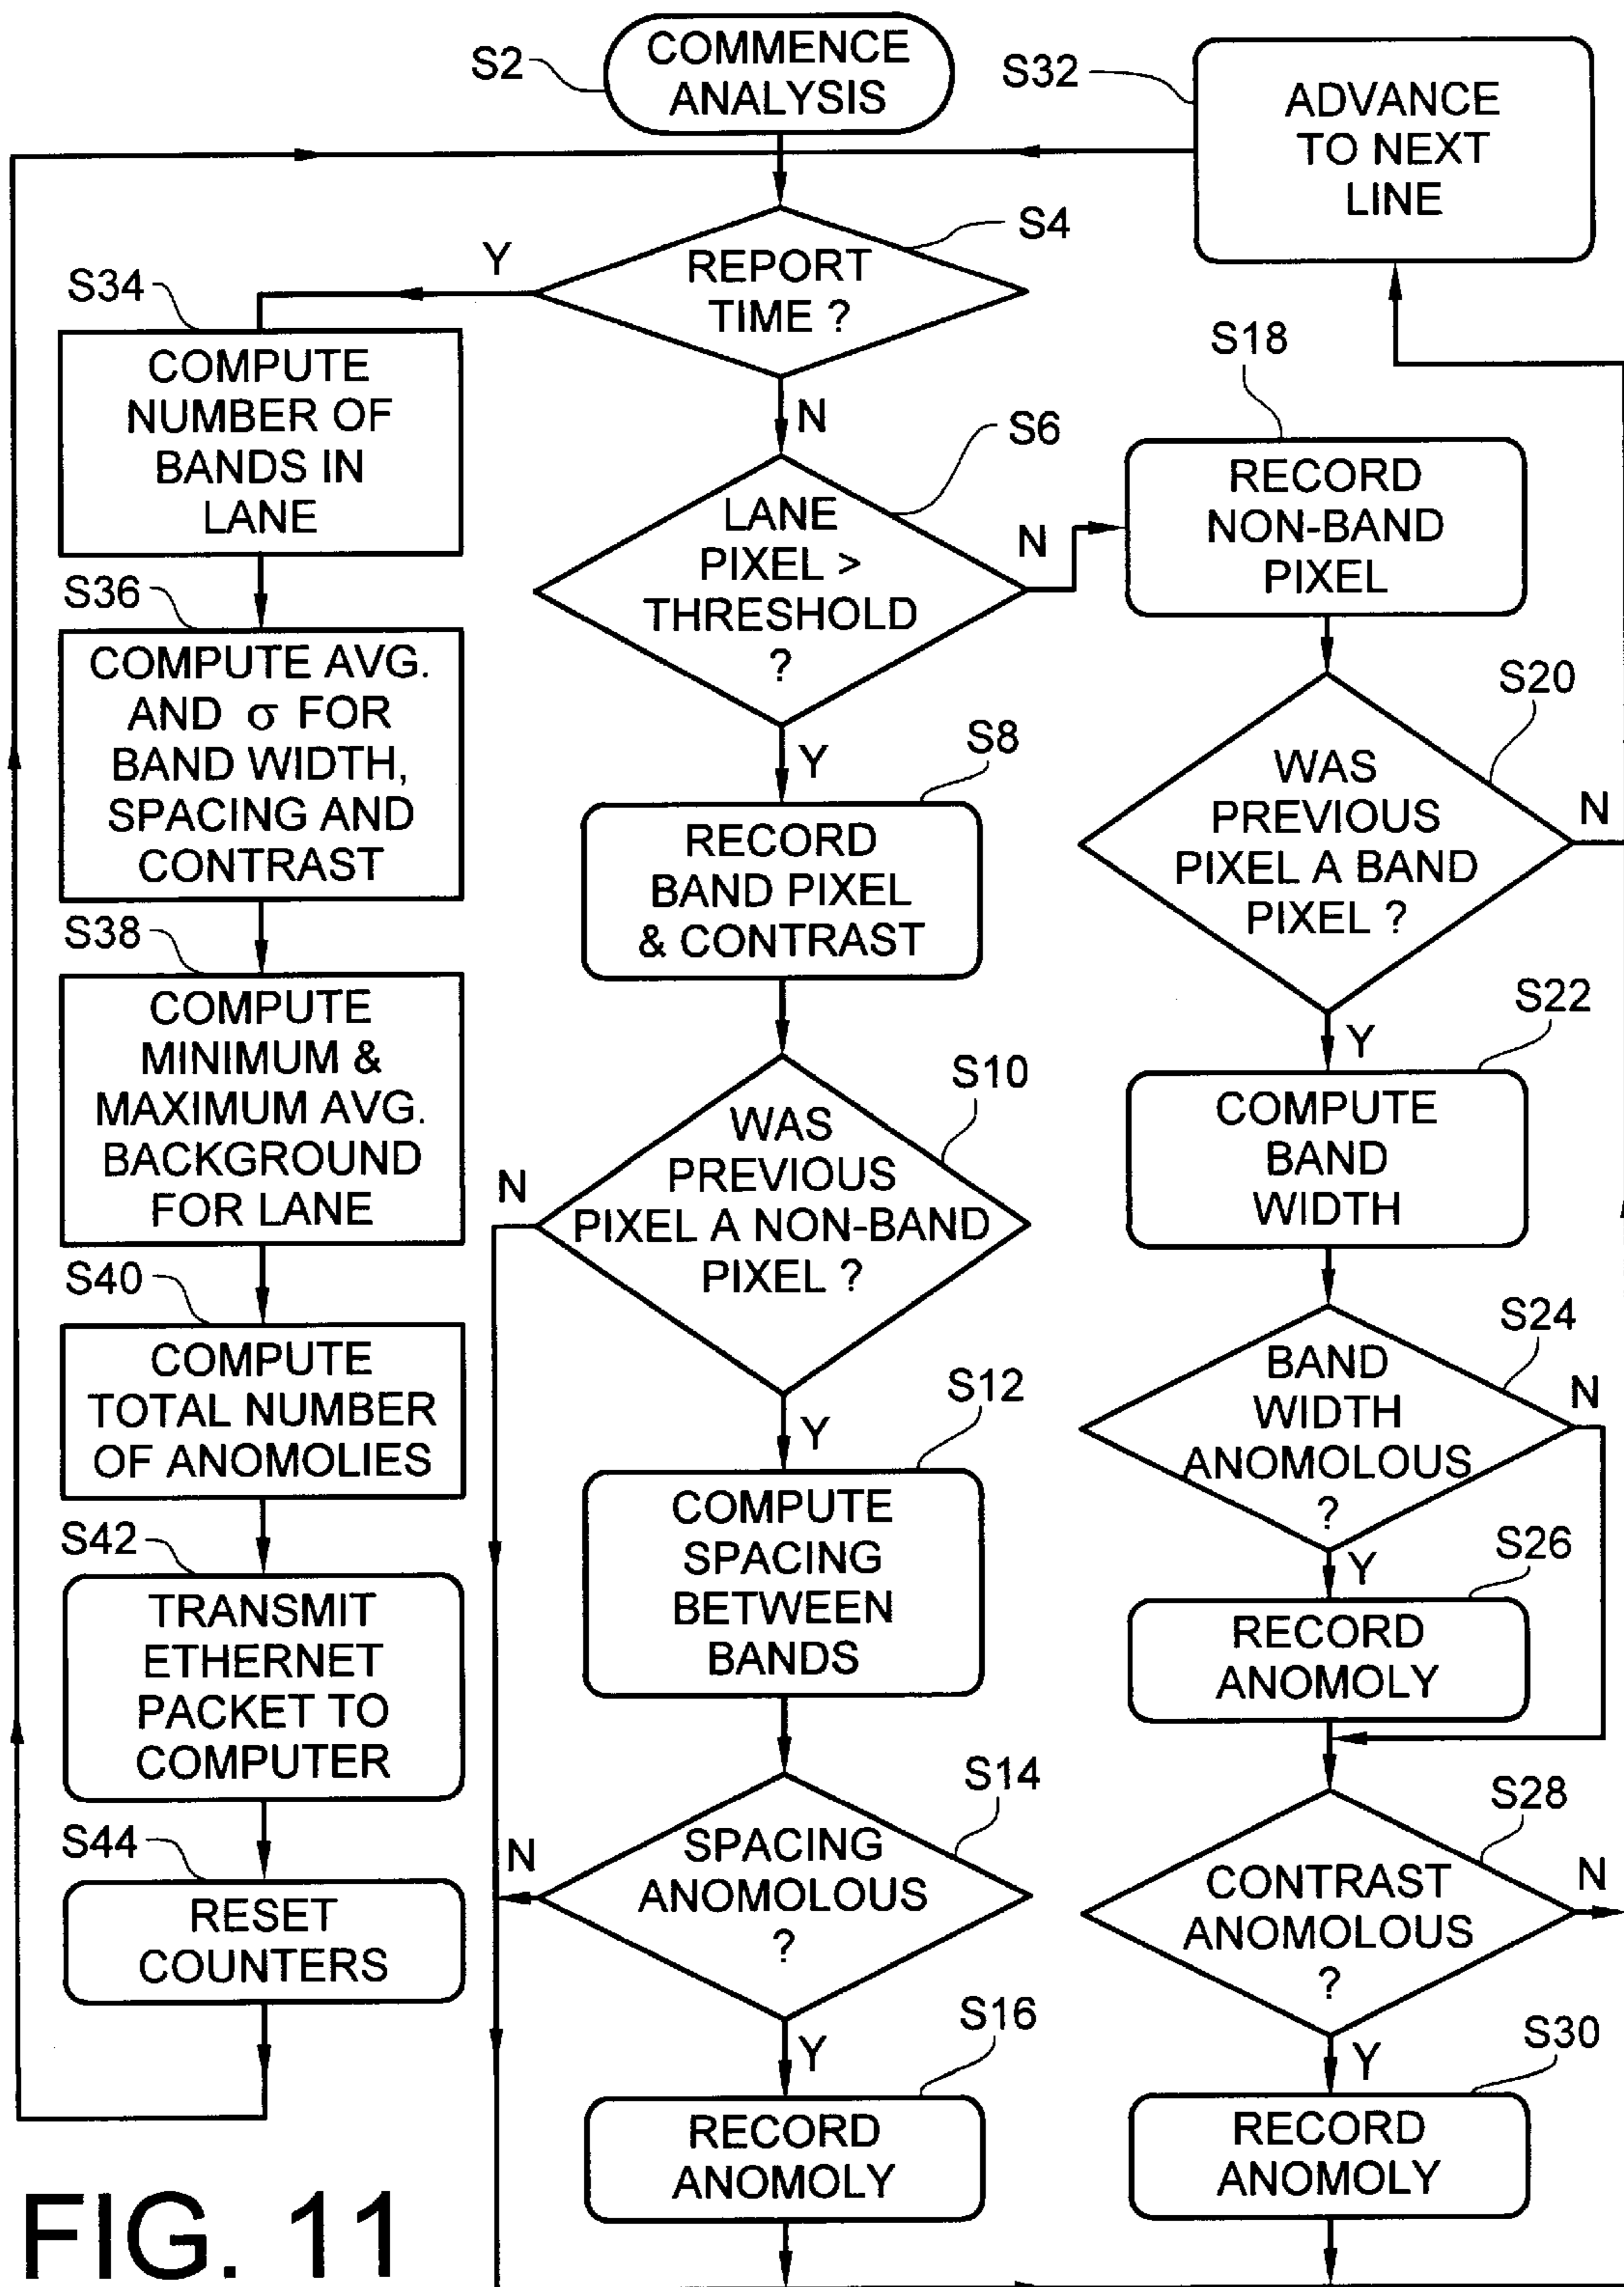 S2
COMMENCE
ANALYSIS
S32
ADVANCE
TO NEXT
LINE
S4
REPORT
TIME ?
Y
N
S34
COMPUTE
NUMBER OF
BANDS IN
LANE
S36
COMPUTE AVG.
AND σ FOR
BAND WIDTH,
SPACING AND
CONTRAST
S38
COMPUTE
MINIMUM &
MAXIMUM AVG.
BACKGROUND
FOR LANE
S40
COMPUTE
TOTAL NUMBER
OF ANOMOLIES
S42
TRANSMIT
ETHERNET
PACKET TO
COMPUTER
S44
RESET
COUNTERS
S6
LANE
PIXEL >
THRESHOLD
?
N
Y
S8
RECORD
BAND PIXEL
& CONTRAST
S10
WAS
PREVIOUS
PIXEL A NON-BAND
PIXEL ?
N
Y
S12
COMPUTE
SPACING
BETWEEN
BANDS
S14
SPACING
ANOMOLOUS
?
N
Y
S16
RECORD
ANOMOLY
S18
RECORD
NON-BAND
PIXEL
S20
WAS
PREVIOUS
PIXEL A BAND
PIXEL ?
N
Y
S22
COMPUTE
BAND
WIDTH
S24
BAND
WIDTH
ANOMOLOUS
?
N
Y
S26
RECORD
ANOMOLY
S28
CONTRAST
ANOMOLOUS
?
N
Y
S30
RECORD
ANOMOLY
FIG. 11